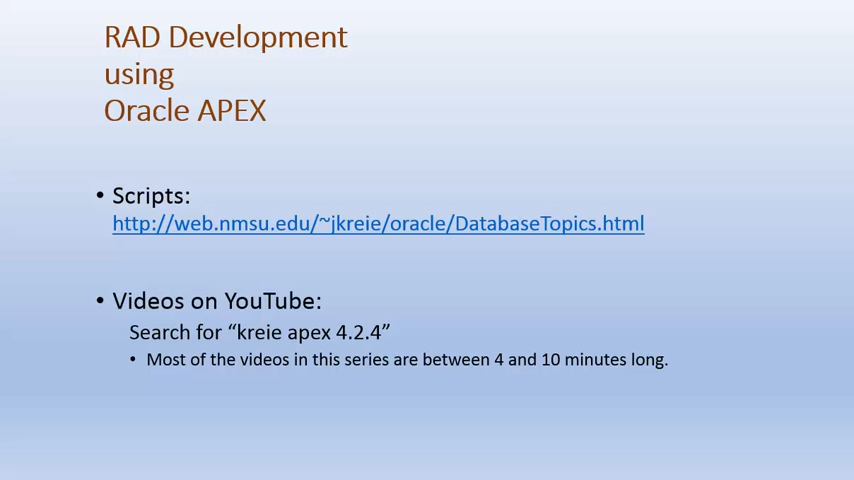 RAD Development
using
Oracle APEX
• Scripts:
http://web.nmsu.edu/~jkreie/oracle/DatabaseTopics.html
• Videos on YouTube:
Search for “kreie apex 4.2.4”
• Most of the videos in this series are between 4 and 10 minutes long.